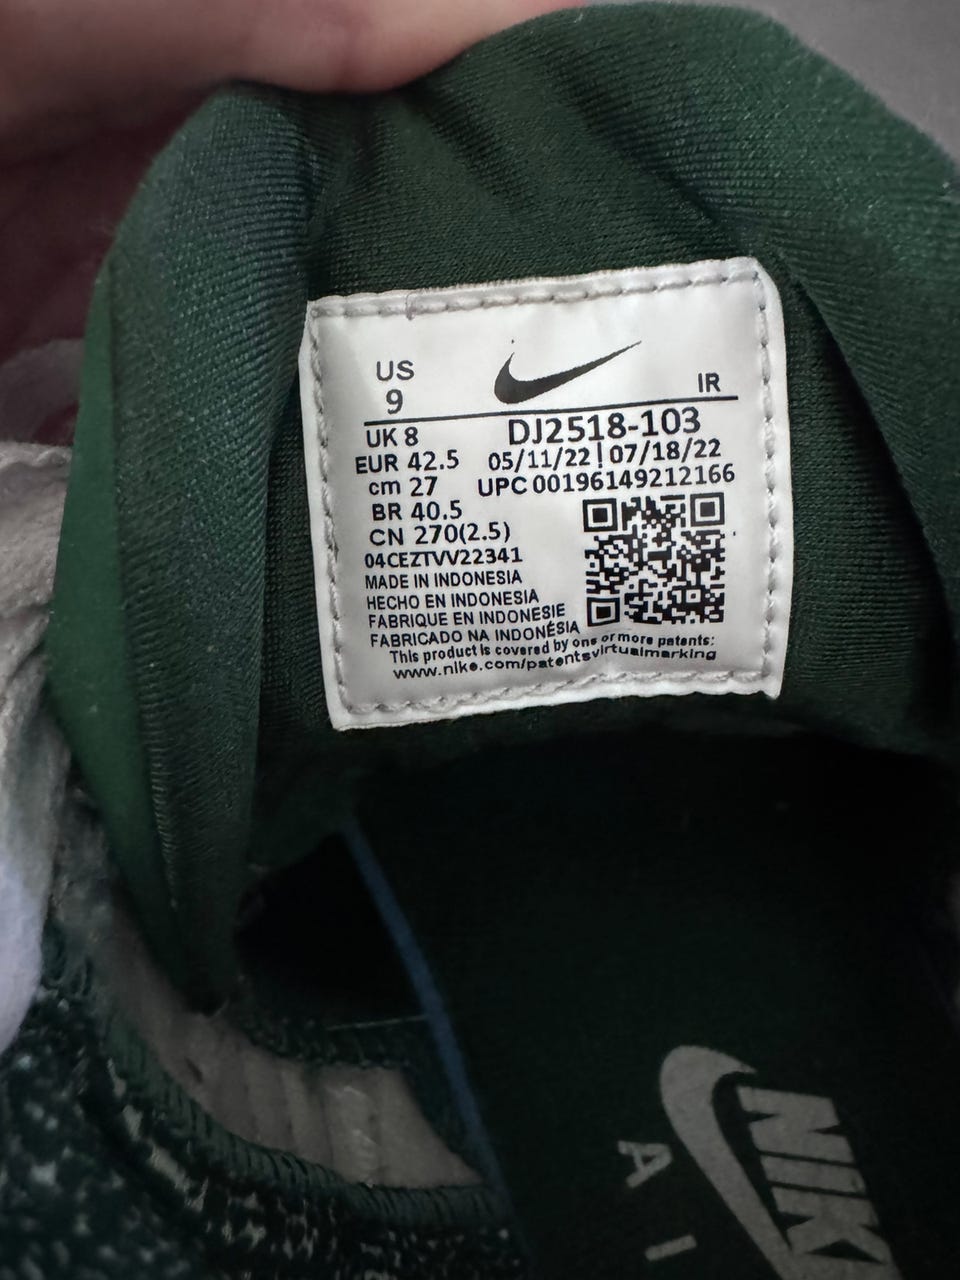 US
9
IR
UK 8
DJ2518-103
EUR 42.5
05/11/22 | 07/18/22
cm 27
UPC 00196149212166
BR 40.5
CN 270(2.5)
04CEZTVV22341
MADE IN INDONESIA
HECHO EN INDONESIA
FABRIQUE EN INDONESIE
FABRICADO NA INDONÉSIA
This product is covered by one or more patents:
www.nike.com/patentsvirtualmarking
NIK
A I